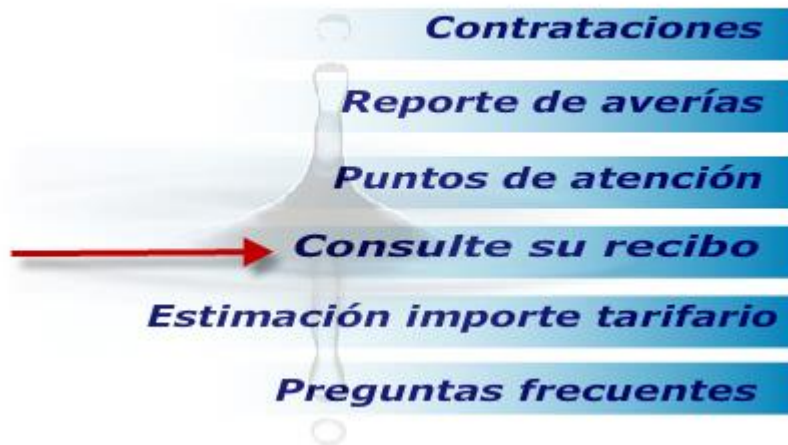 Contrataciones
Reporte de averías
Puntos de atención
Consulte su recibo
Estimación importe tarifario
Preguntas frecuentes